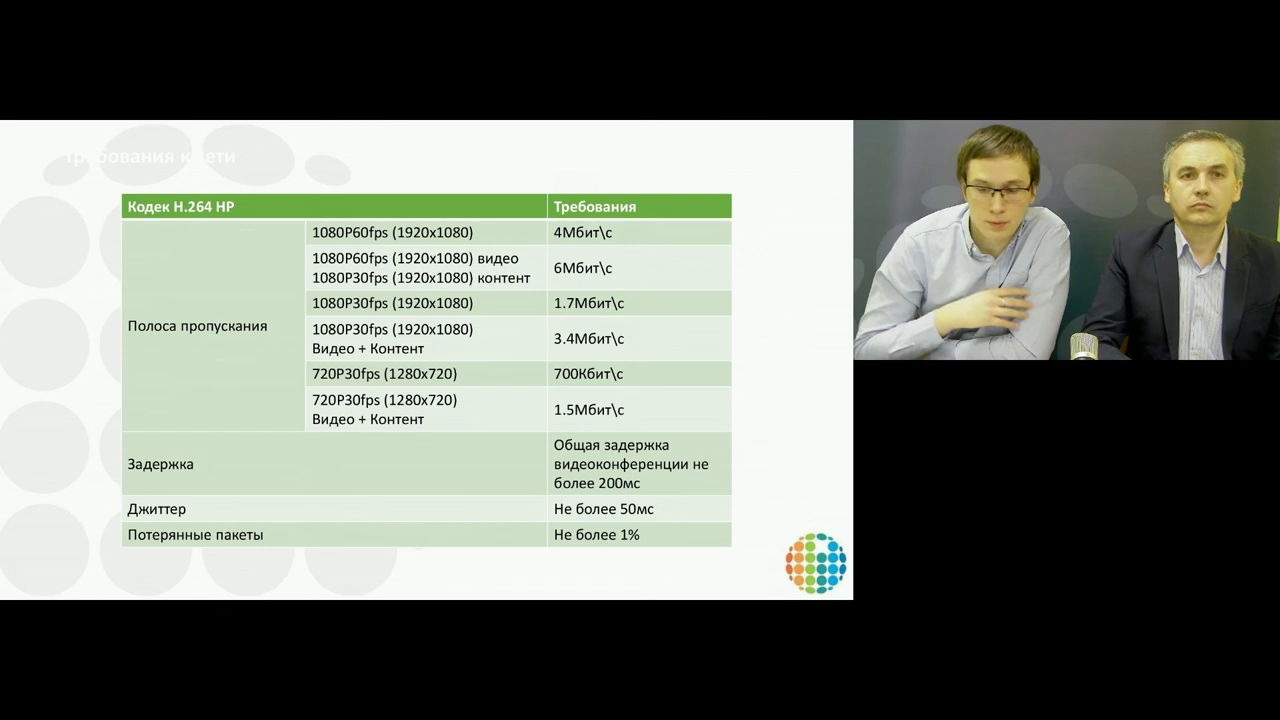 Требования к сети
Кодек H.264 HP
Требования
Полоса пропускания
1080P60fps (1920x1080)
4Мбит\с
1080P60fps (1920x1080) видео
1080P30fps (1920x1080) контент
6Мбит\с
1080P30fps (1920x1080)
1.7Мбит\с
1080P30fps (1920x1080)
Видео + Контент
3.4Мбит\с
720P30fps (1280x720)
700Кбит\с
720P30fps (1280x720)
Видео + Контент
1.5Мбит\с
Задержка
Общая задержка
видеоконференции не
более 200мс
Джиттер
Не более 50мс
Потерянные пакеты
Не более 1%